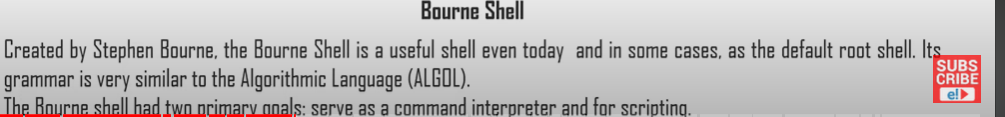 Bourne Shell
Created by Stephen Bourne, the Bourne Shell is a useful shell even today and in some cases, as the default root shell. Its
grammar is very similar to the Algorithmic Language (ALGOL).
The Bourne shell had two primary goals: serve as a command interpreter and for scripting.
SUBS
CRIBE
e!